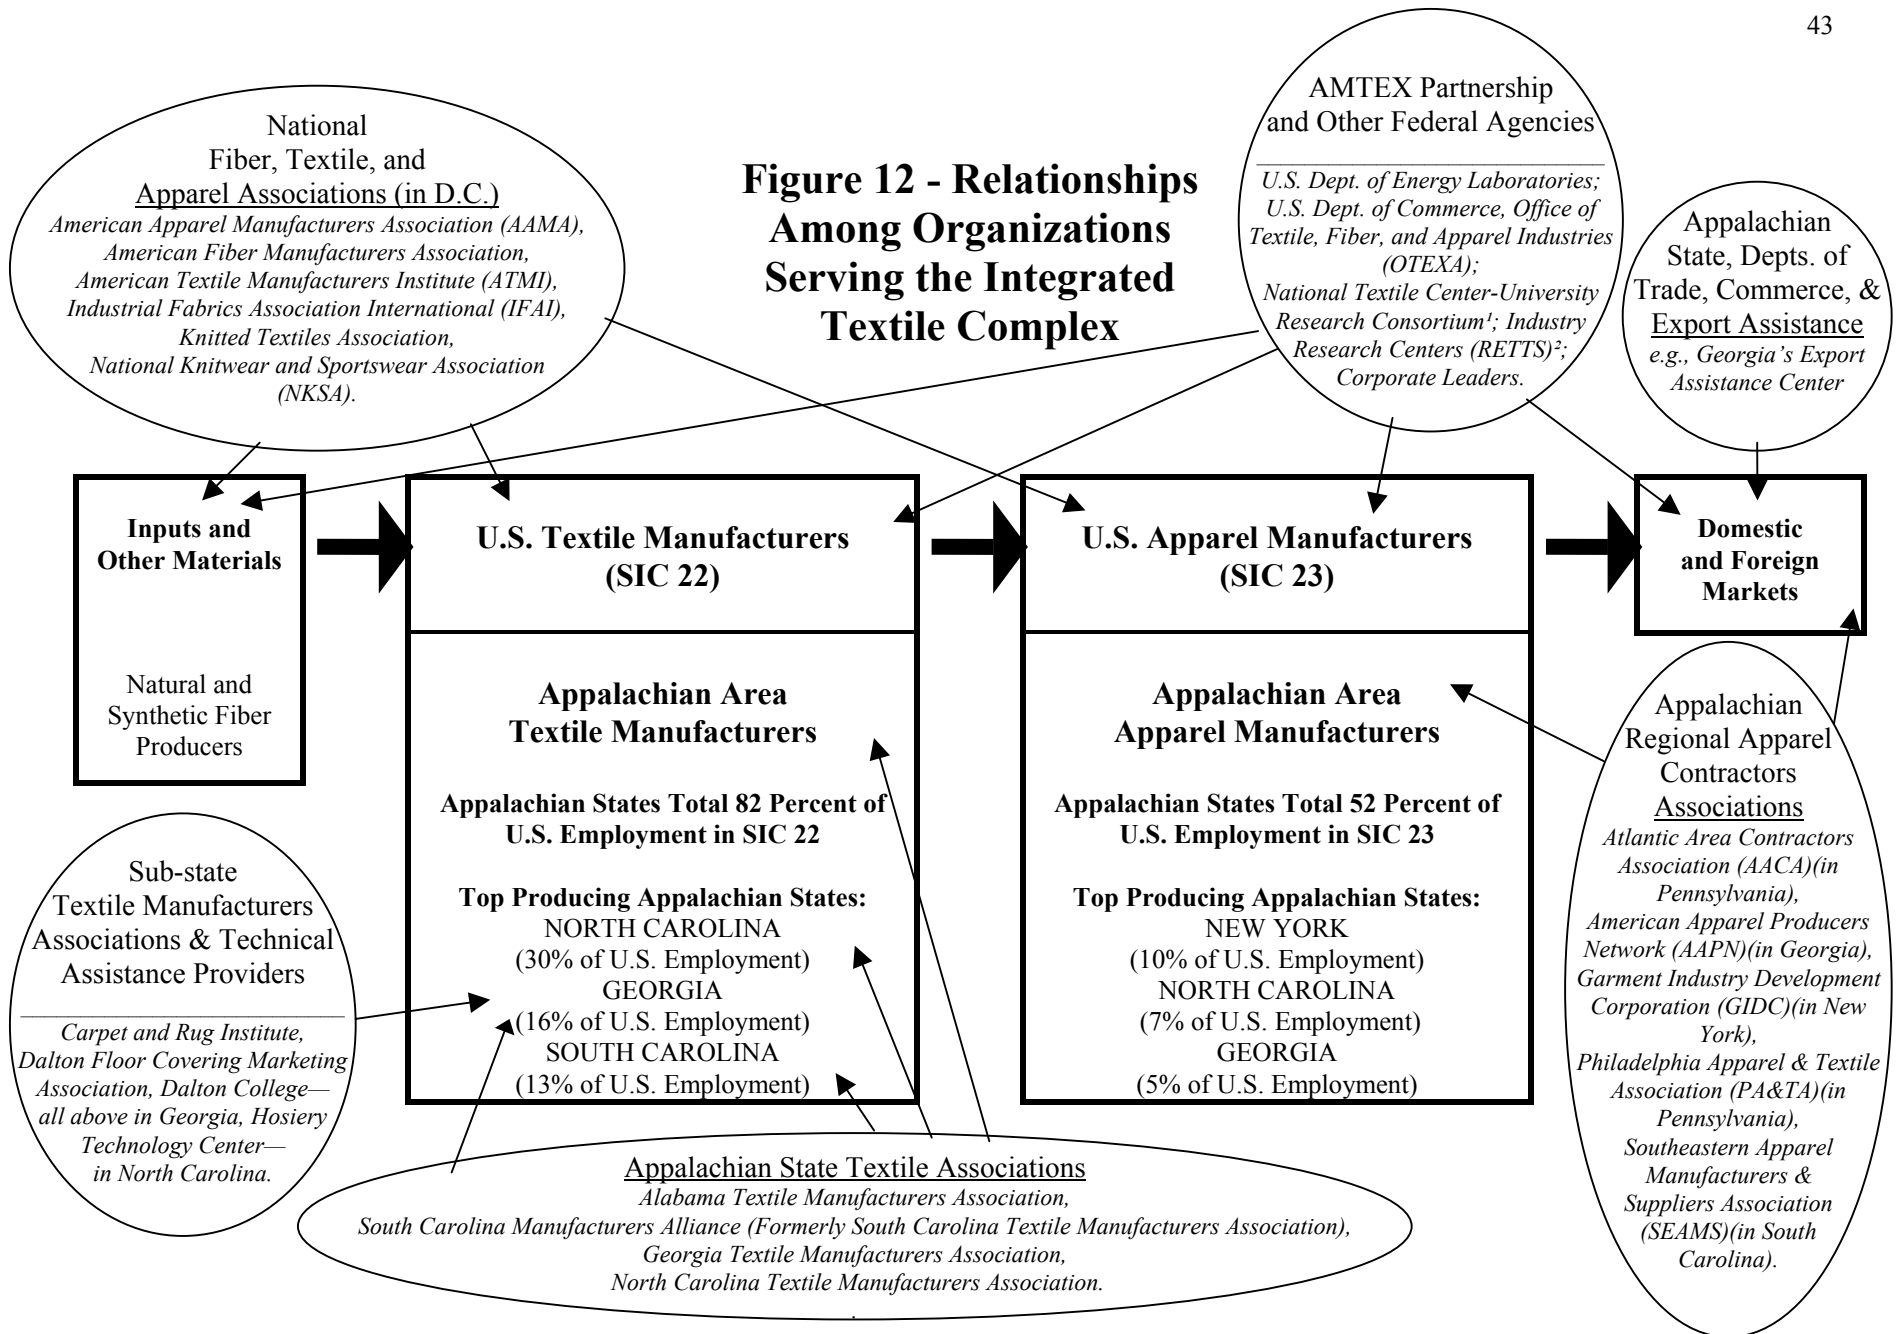 43
National
Fiber, Textile, and
Apparel Associations (in D.C.)
American Apparel Manufacturers Association (AAMA),
American Fiber Manufacturers Association,
American Textile Manufacturers Institute (ATMI),
Industrial Fabrics Association International (IFAI),
Knitted Textiles Association,
National Knitwear and Sportswear Association
(NKSA).
Figure 12 - Relationships
Among Organizations
Serving the Integrated
Textile Complex
AMTEX Partnership
and Other Federal Agencies
U.S. Dept. of Energy Laboratories;
U.S. Dept. of Commerce, Office of
Textile, Fiber, and Apparel Industries
(OTEXA);
National Textile Center-University
Research Consortium¹; Industry
Research Centers (RETTS)²;
Corporate Leaders.
Appalachian
State, Depts. of
Trade, Commerce, &
Export Assistance
e.g., Georgia’s Export
Assistance Center
Inputs and
Other Materials
Natural and
Synthetic Fiber
Producers
U.S. Textile Manufacturers
(SIC 22)
Appalachian Area
Textile Manufacturers
Appalachian States Total 82 Percent of
U.S. Employment in SIC 22
Top Producing Appalachian States:
NORTH CAROLINA
(30% of U.S. Employment)
GEORGIA
(16% of U.S. Employment)
SOUTH CAROLINA
(13% of U.S. Employment)
U.S. Apparel Manufacturers
(SIC 23)
Appalachian Area
Apparel Manufacturers
Appalachian States Total 52 Percent of
U.S. Employment in SIC 23
Top Producing Appalachian States:
NEW YORK
(10% of U.S. Employment)
NORTH CAROLINA
(7% of U.S. Employment)
GEORGIA
(5% of U.S. Employment)
Domestic
and Foreign
Markets
Sub-state
Textile Manufacturers
Associations & Technical
Assistance Providers
Carpet and Rug Institute,
Dalton Floor Covering Marketing
Association, Dalton College—
all above in Georgia, Hosiery
Technology Center—
in North Carolina.
Appalachian State Textile Associations
Alabama Textile Manufacturers Association,
South Carolina Manufacturers Alliance (Formerly South Carolina Textile Manufacturers Association),
Georgia Textile Manufacturers Association,
North Carolina Textile Manufacturers Association.
.
Appalachian
Regional Apparel
Contractors
Associations
Atlantic Area Contractors
Association (AACA)(in
Pennsylvania),
American Apparel Producers
Network (AAPN)(in Georgia),
Garment Industry Development
Corporation (GIDC)(in New
York),
Philadelphia Apparel & Textile
Association (PA&TA)(in
Pennsylvania),
Southeastern Apparel
Manufacturers &
Suppliers Association
(SEAMS)(in South
Carolina).